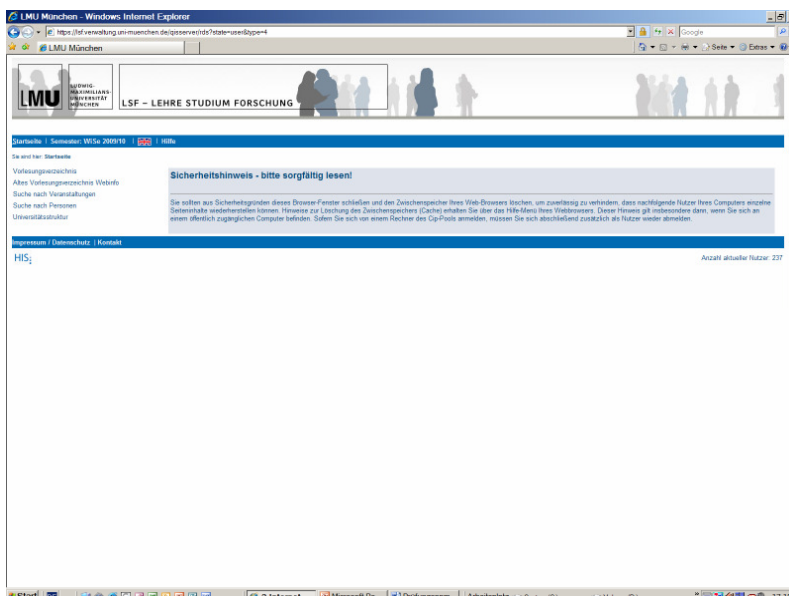 LMU München - Windows Internet Explorer
https://lsf.verwaltung.uni-muenchen.de/qisserver/rds?state=user&type=4
Google
LMU München
Seite
Extras
LMU
LUDWIG-
MAXIMILIANS-
UNIVERSITÄT
MÜNCHEN
LSF – LEHRE STUDIUM FORSCHUNG
Startseite | Semester: WiSe 2009/10 | | Hilfe
Sie sind hier: Startseite
Vorlesungsverzeichnis
Altes Vorlesungsverzeichnis Webinfo
Suche nach Veranstaltungen
Suche nach Personen
Universitätsstruktur
Sicherheitshinweis - bitte sorgfältig lesen!
Sie sollten aus Sicherheitsgründen dieses Browser-Fenster schließen und den Zwischenspeicher Ihres Web-Browsers löschen, um zuverlässig zu verhindern, dass nachfolgende Nutzer Ihres Computers einzelne
Seiteninhalte wiederherstellen können. Hinweise zur Löschung des Zwischenspeichers (Cache) erhalten Sie über das Hilfe-Menü Ihres Webbrowsers. Dieser Hinweis gilt insbesondere dann, wenn Sie sich an
einem öffentlich zugänglichen Computer befinden. Sofern Sie sich von einem Rechner des Cip-Pools anmelden, müssen Sie sich abschließend zusätzlich als Nutzer wieder abmelden.
Impressum / Datenschutz | Kontakt
HIS
Anzahl aktueller Nutzer: 237
Start